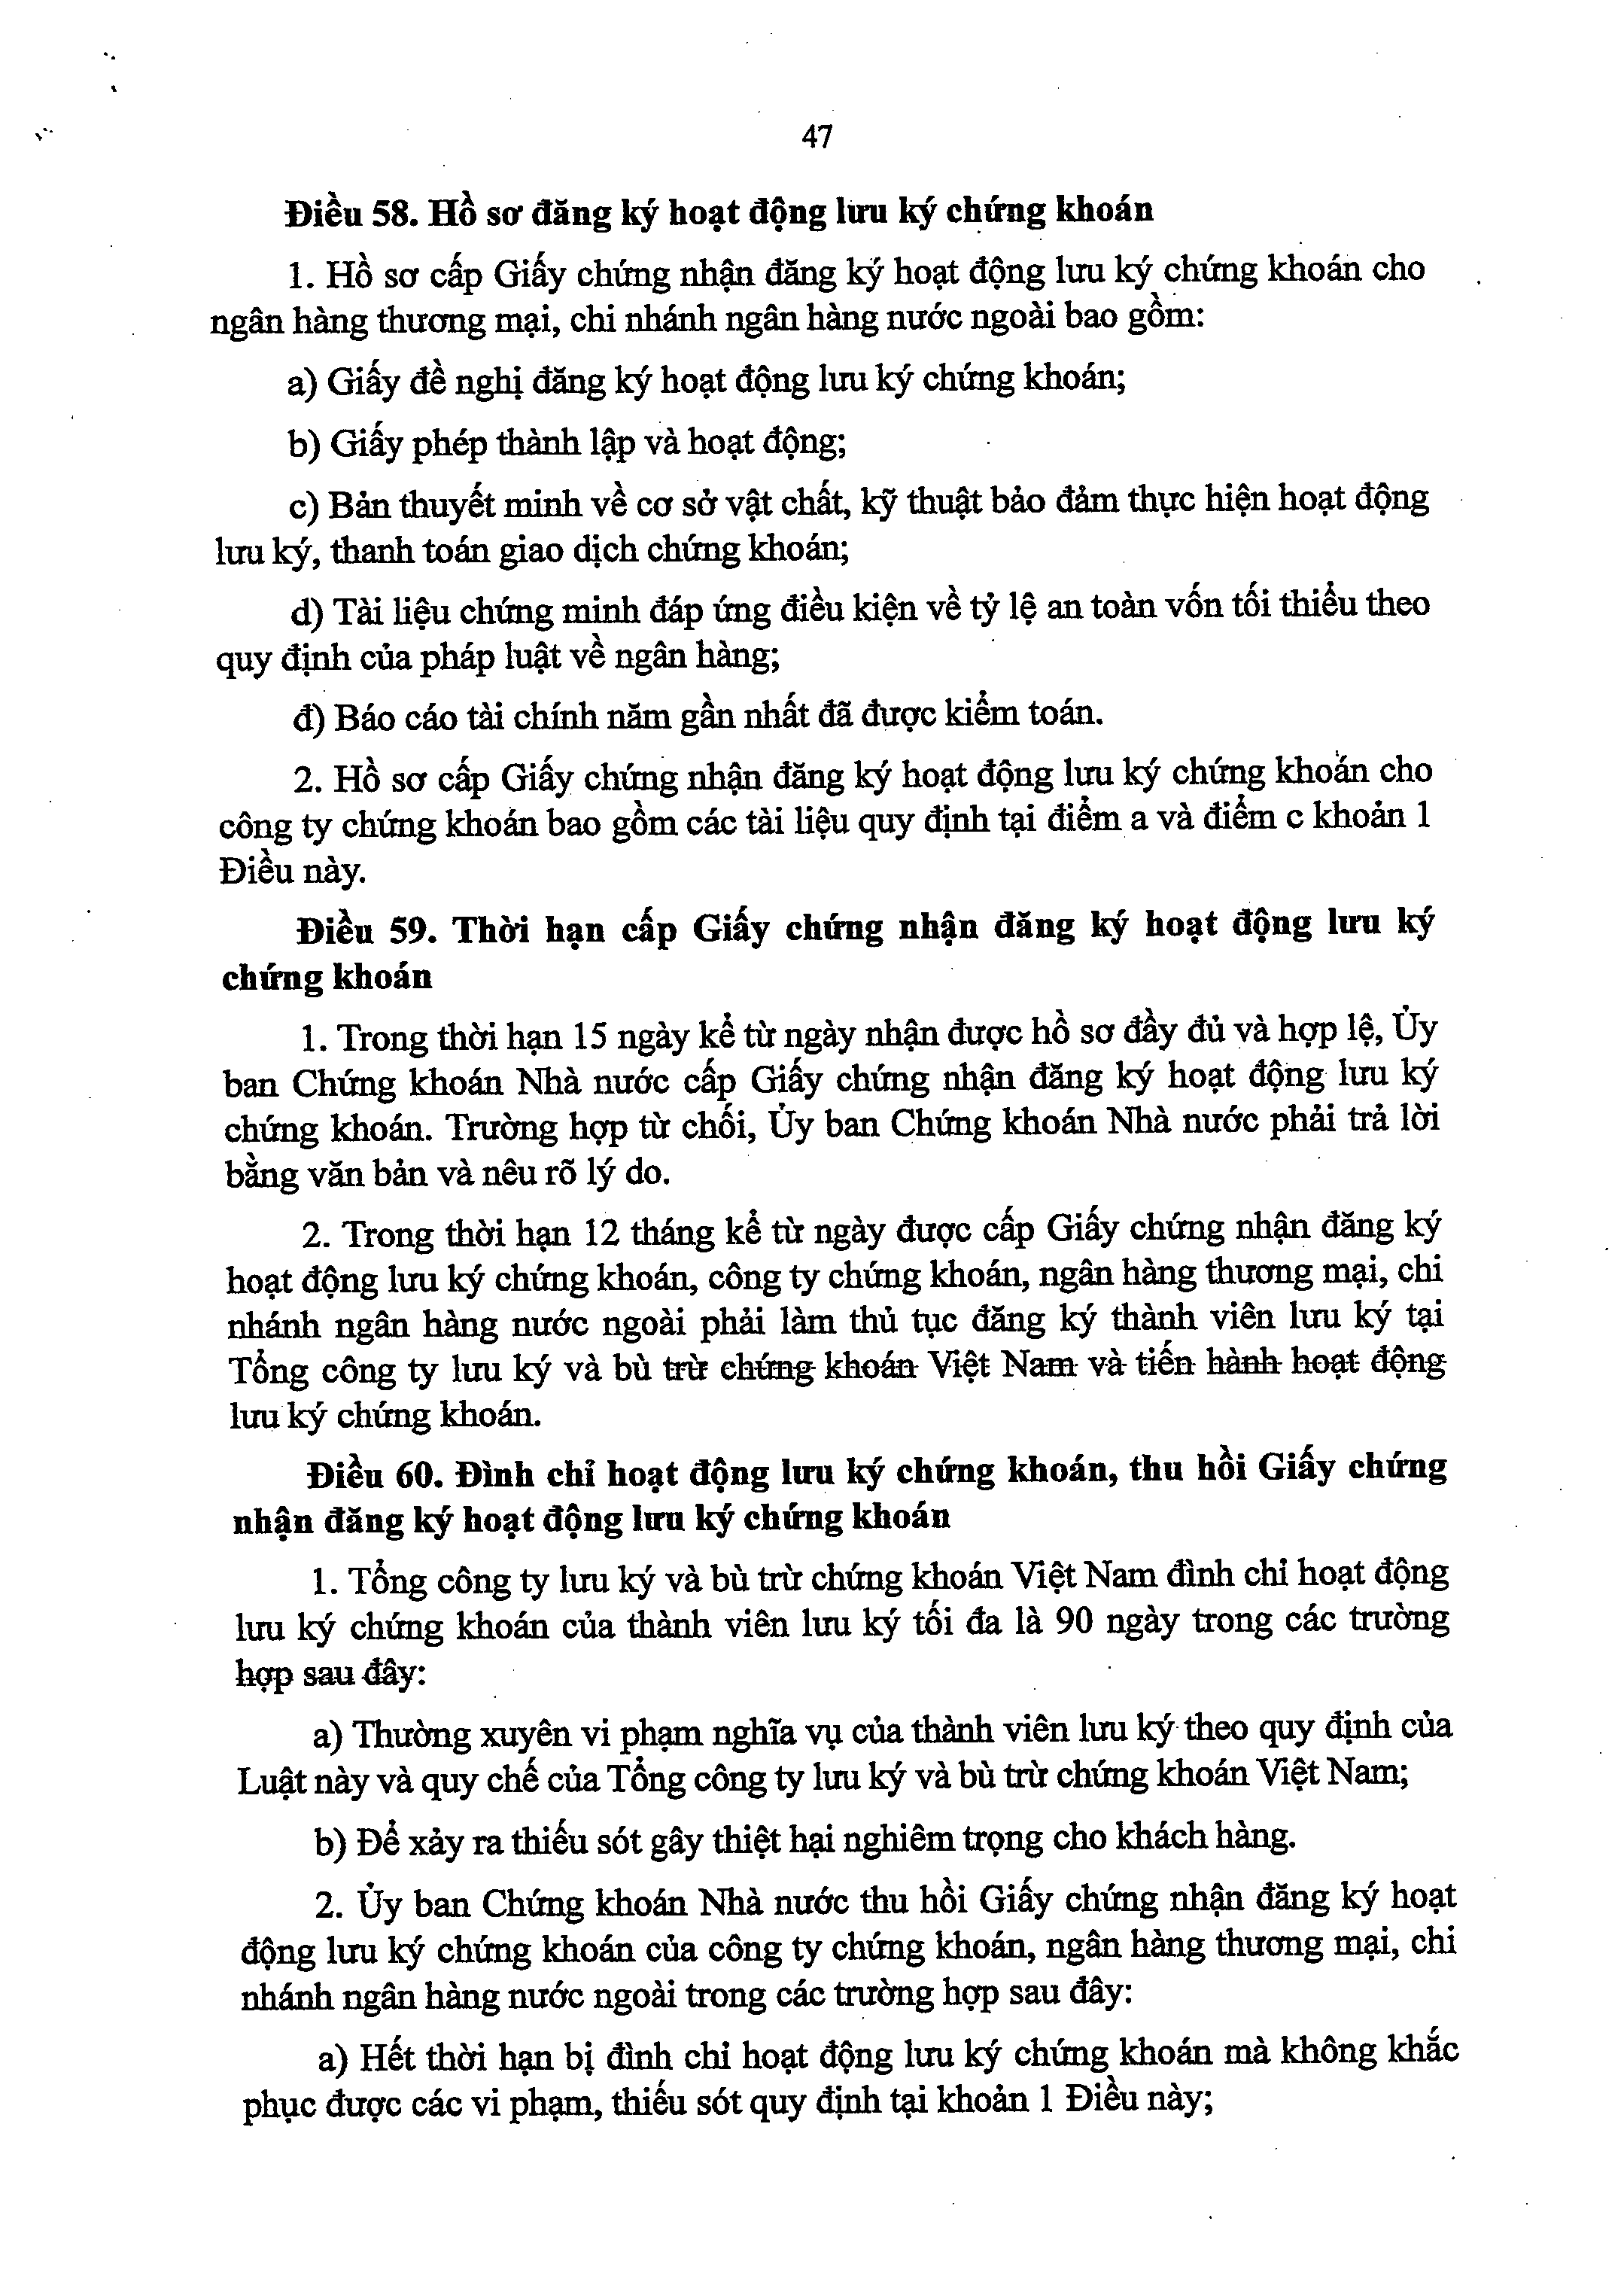 47
Điều 58. Hồ sơ đăng ký hoạt động lưu ký chứng khoán
1. Hồ sơ cấp Giấy chứng nhận đăng ký hoạt động lưu ký chứng khoán cho
ngân hàng thương mại, chi nhánh ngân hàng nước ngoài bao gồm:
a) Giấy đề nghị đăng ký hoạt động lưu ký chứng khoán;
b) Giấy phép thành lập và hoạt động;
c) Bản thuyết minh về cơ sở vật chất, kỹ thuật bảo đảm thực hiện hoạt động
lưu ký, thanh toán giao dịch chứng khoán;
d) Tài liệu chứng minh đáp ứng điều kiện về tỷ lệ an toàn vốn tối thiểu theo
quy định của pháp luật về ngân hàng;
đ) Báo cáo tài chính năm gần nhất đã được kiểm toán.
2. Hồ sơ cấp Giấy chứng nhận đăng ký hoạt động lưu ký chứng khoán cho
công ty chứng khoán bao gồm các tài liệu quy định tại điểm a và điểm c khoản 1
Điều này.
Điều 59. Thời hạn cấp Giấy chứng nhận đăng ký hoạt động lưu ký
chứng khoán
1. Trong thời hạn 15 ngày kể từ ngày nhận được hồ sơ đầy đủ và hợp lệ, Ủy
ban Chứng khoán Nhà nước cấp Giấy chứng nhận đăng ký hoạt động lưu ký
chứng khoán. Trường hợp từ chối, Ủy ban Chứng khoán Nhà nước phải trả lời
bằng văn bản và nêu rõ lý do.
2. Trong thời hạn 12 tháng kể từ ngày được cấp Giấy chứng nhận đăng ký
hoạt động lưu ký chứng khoán, công ty chứng khoán, ngân hàng thương mại, chi
nhánh ngân hàng nước ngoài phải làm thủ tục đăng ký thành viên lưu ký tại
Tổng công ty lưu ký và bù trừ chứng khoán Việt Nam và tiến hành hoạt động
lưu ký chứng khoán.
Điều 60. Đình chỉ hoạt động lưu ký chứng khoán, thu hồi Giấy chứng
nhận đăng ký hoạt động lưu ký chứng khoán
1. Tổng công ty lưu ký và bù trừ chứng khoán Việt Nam đình chỉ hoạt động
lưu ký chứng khoán của thành viên lưu ký tối đa là 90 ngày trong các trường
hợp sau đây:
a) Thường xuyên vi phạm nghĩa vụ của thành viên lưu ký theo quy định của
Luật này và quy chế của Tổng công ty lưu ký và bù trừ chứng khoán Việt Nam;
b) Để xảy ra thiếu sót gây thiệt hại nghiêm trọng cho khách hàng.
2. Ủy ban Chứng khoán Nhà nước thu hồi Giấy chứng nhận đăng ký hoạt
động lưu ký chứng khoán của công ty chứng khoán, ngân hàng thương mại, chi
nhánh ngân hàng nước ngoài trong các trường hợp sau đây:
a) Hết thời hạn bị đình chỉ hoạt động lưu ký chứng khoán mà không khắc
phục được các vi phạm, thiếu sót quy định tại khoản 1 Điều này;